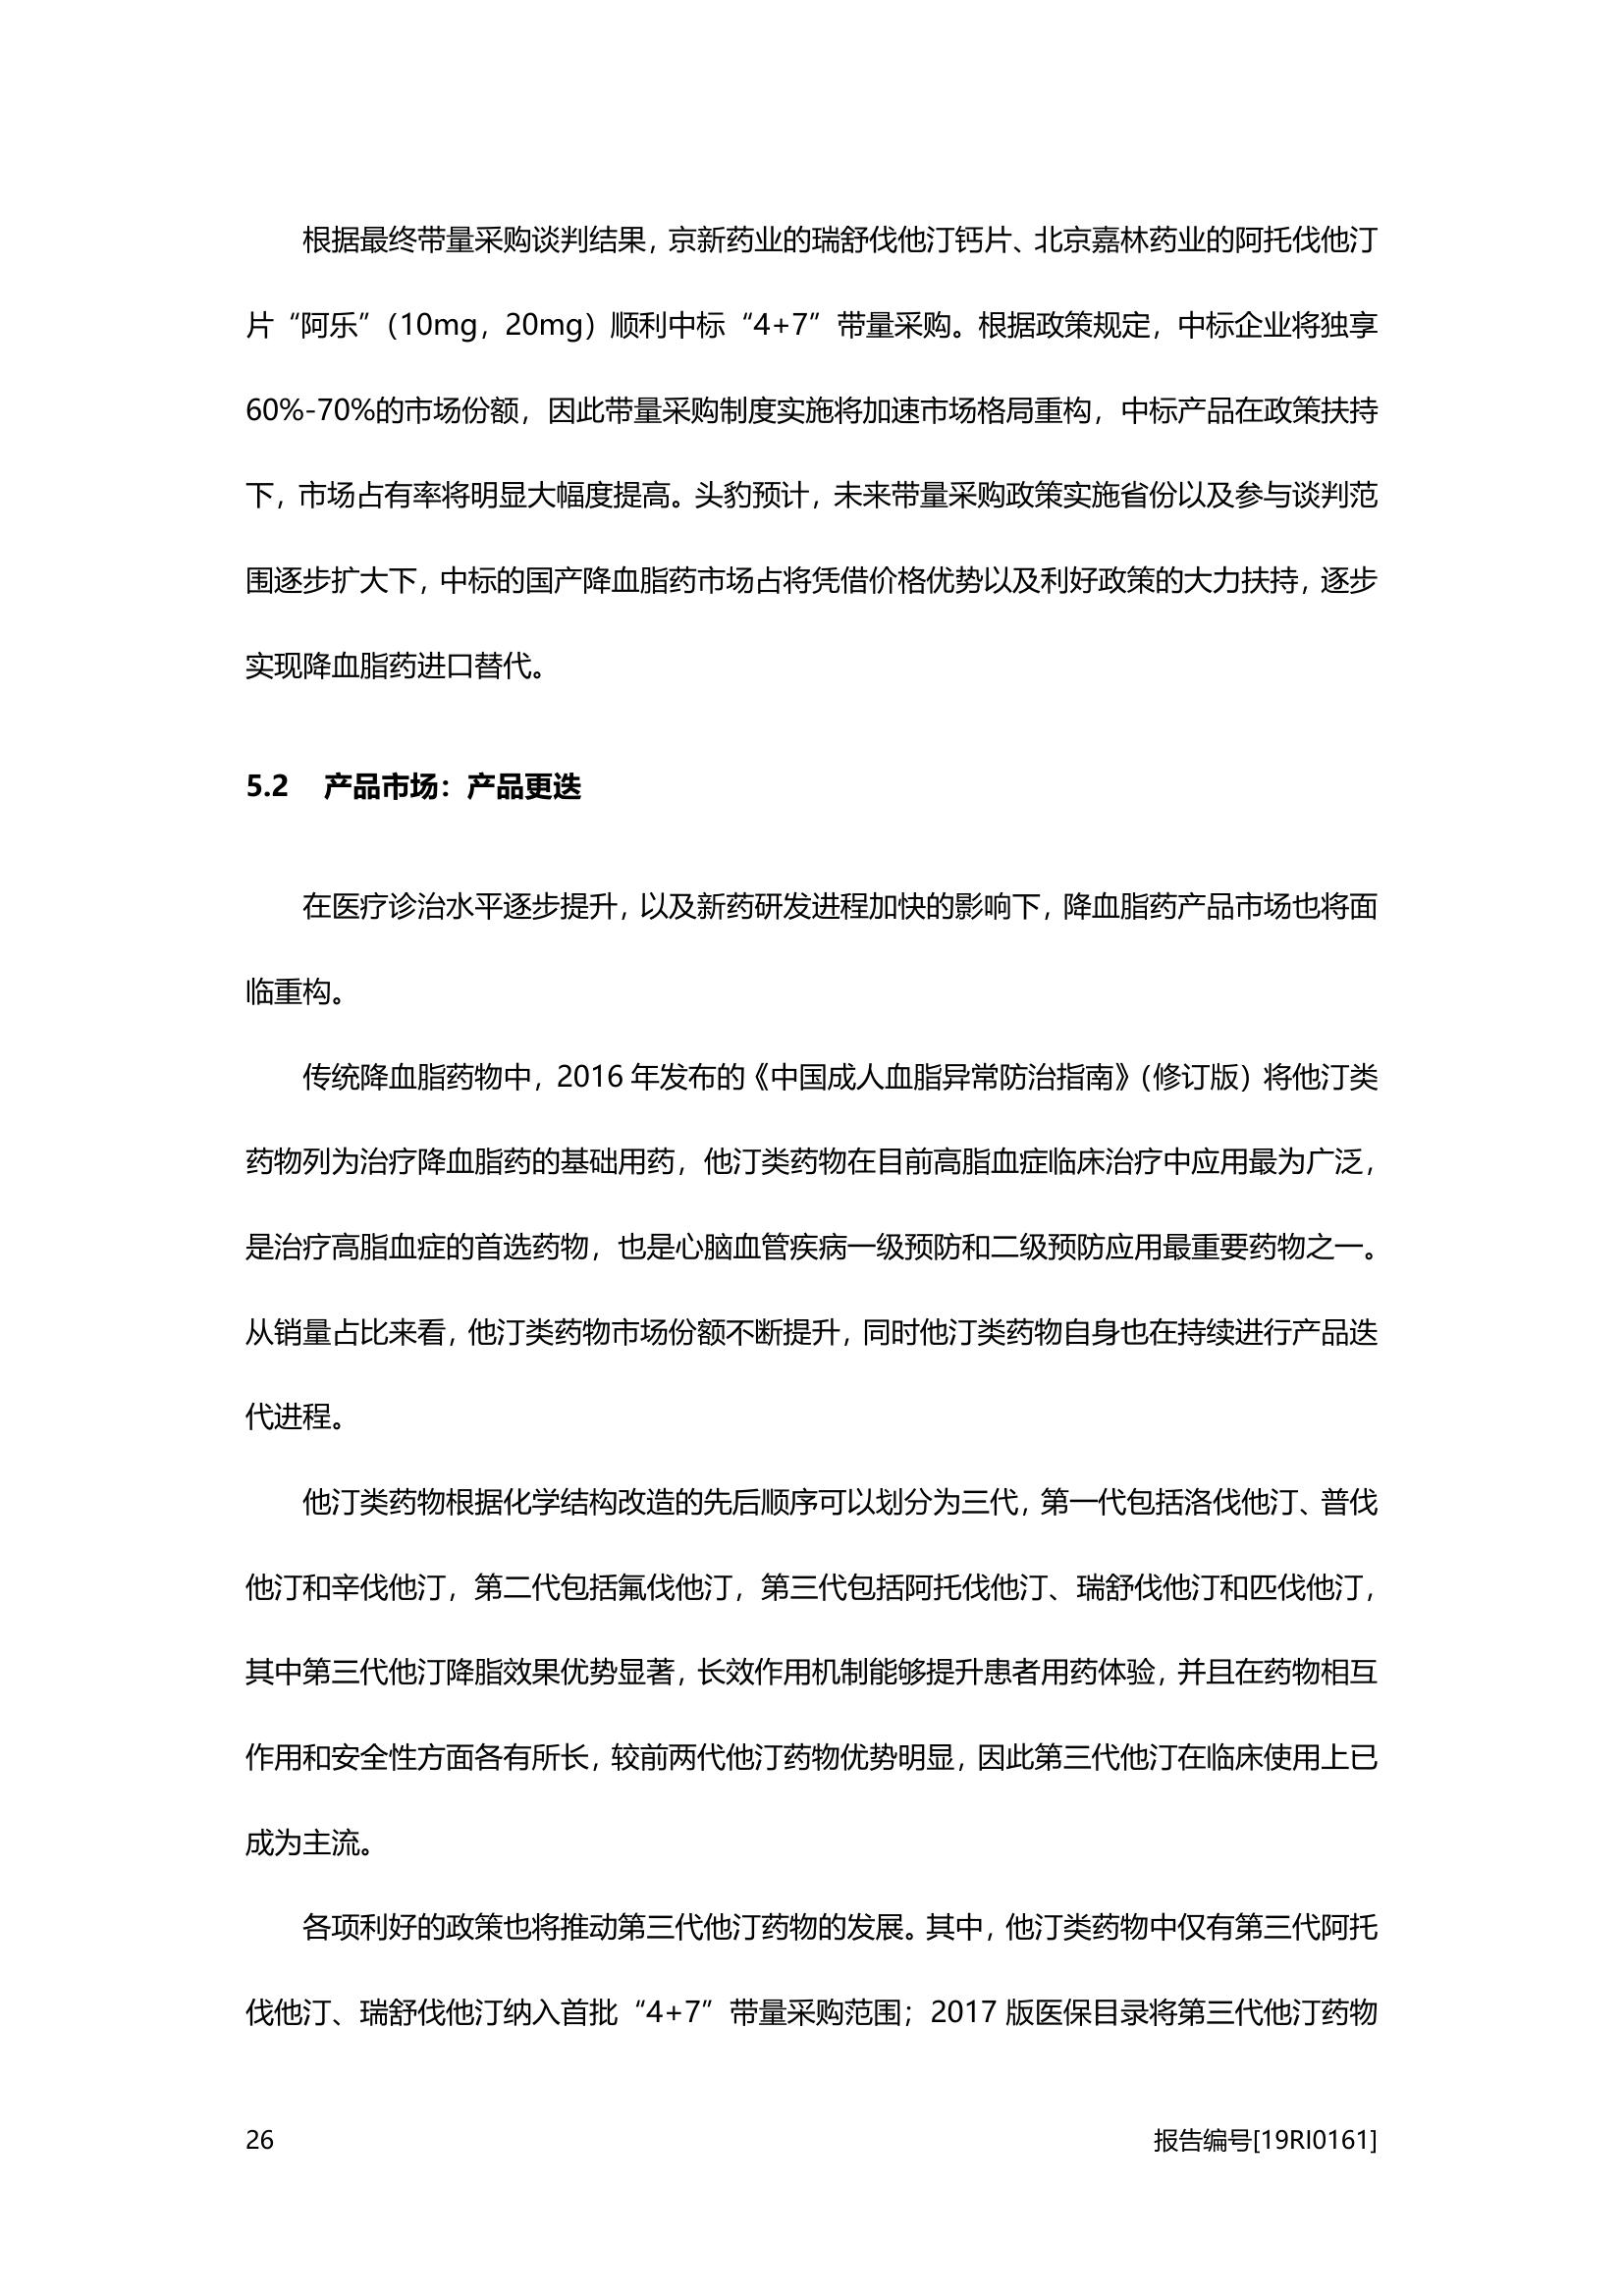 根据最终带量采购谈判结果，京新药业的瑞舒伐他汀钙片、北京嘉林药业的阿托伐他汀
片“阿乐”（10mg，20mg）顺利中标“4+7”带量采购。根据政策规定，中标企业将独享
60%-70%的市场份额，因此带量采购制度实施将加速市场格局重构，中标产品在政策扶持
下，市场占有率将明显大幅度提高。头豹预计，未来带量采购政策实施省份以及参与谈判范
围逐步扩大下，中标的国产降血脂药市场占将凭借价格优势以及利好政策的大力扶持，逐步
实现降血脂药进口替代。
5.2 产品市场：产品更迭
在医疗诊治水平逐步提升，以及新药研发进程加快的影响下，降血脂药产品市场也将面
临重构。
传统降血脂药物中，2016 年发布的《中国成人血脂异常防治指南》（修订版）将他汀类
药物列为治疗降血脂药的基础用药，他汀类药物在目前高脂血症临床治疗中应用最为广泛，
是治疗高脂血症的首选药物，也是心脑血管疾病一级预防和二级预防应用最重要药物之一。
从销量占比来看，他汀类药物市场份额不断提升，同时他汀类药物自身也在持续进行产品迭
代进程。
他汀类药物根据化学结构改造的先后顺序可以划分为三代，第一代包括洛伐他汀、普伐
他汀和辛伐他汀，第二代包括氟伐他汀，第三代包括阿托伐他汀、瑞舒伐他汀和匹伐他汀，
其中第三代他汀降脂效果优势显著，长效作用机制能够提升患者用药体验，并且在药物相互
作用和安全性方面各有所长，较前两代他汀药物优势明显，因此第三代他汀在临床使用上已
成为主流。
各项利好的政策也将推动第三代他汀药物的发展。其中，他汀类药物中仅有第三代阿托
伐他汀、瑞舒伐他汀纳入首批“4+7”带量采购范围；2017 版医保目录将第三代他汀药物
26 报告编号[19RI0161]